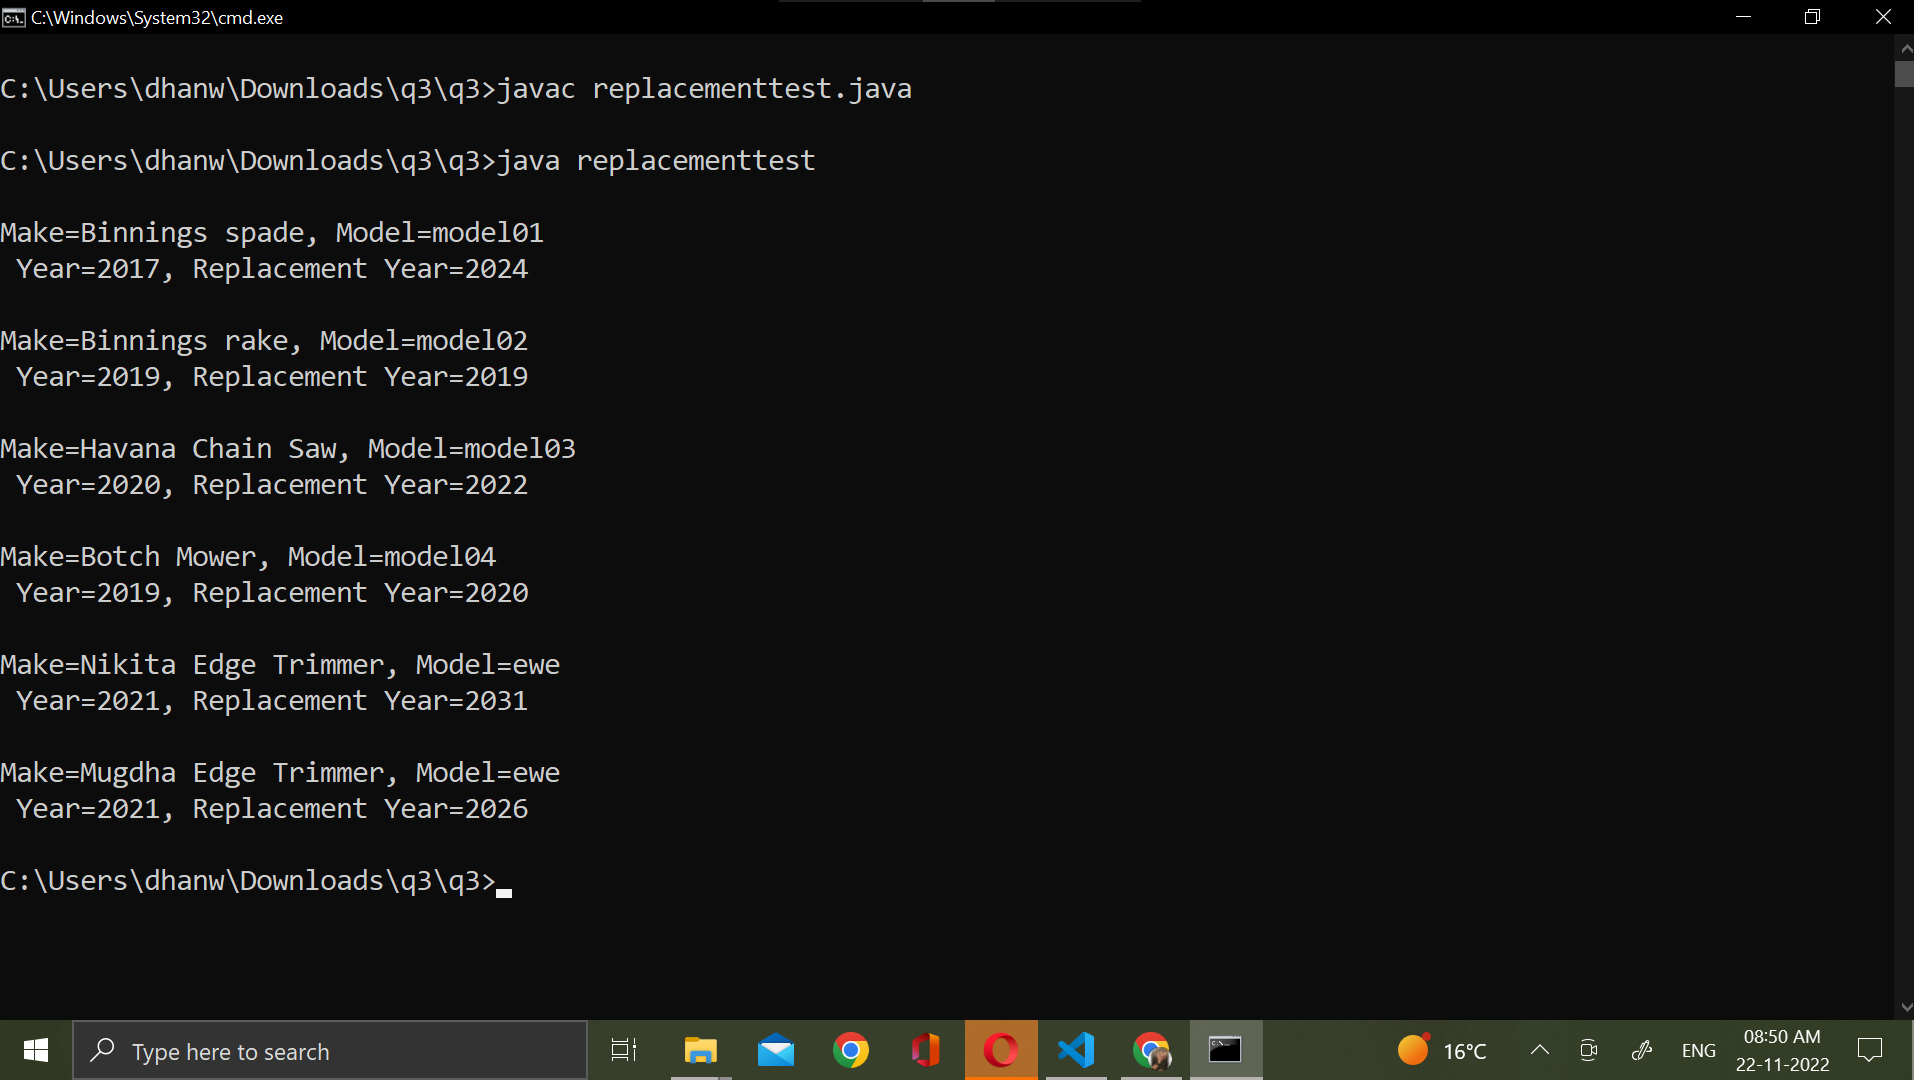 C:\Windows\System32\cmd.exe
C:\Users\dhanw\Downloads\q3\q3>javac replacementtest.java
C:\Users\dhanw\Downloads\q3\q3>java replacementtest
Make=Binnings spade, Model=model01
Year=2017, Replacement Year=2024
Make=Binnings rake, Model=model02
Year=2019, Replacement Year=2019
Make=Havana Chain Saw, Model=model03
Year=2020, Replacement Year=2022
Make=Botch Mower, Model=model04
Year=2019, Replacement Year=2020
Make=Nikita Edge Trimmer, Model=ewe
Year=2021, Replacement Year=2031
Make=Mugdha Edge Trimmer, Model=ewe
Year=2021, Replacement Year=2026
C:\Users\dhanw\Downloads\q3\q3>
Type here to search
16°C
ENG
08:50 AM
22-11-2022